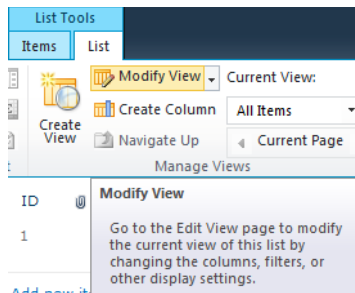 List Tools
Items
List
Modify View
Current View:
Create
View
Create Column
All Items
Navigate Up
Current Page
Manage Views
ID
Modify View
1
Go to the Edit View page to modify
the current view of this list by
changing the columns, filters, or
other display settings.
Add new